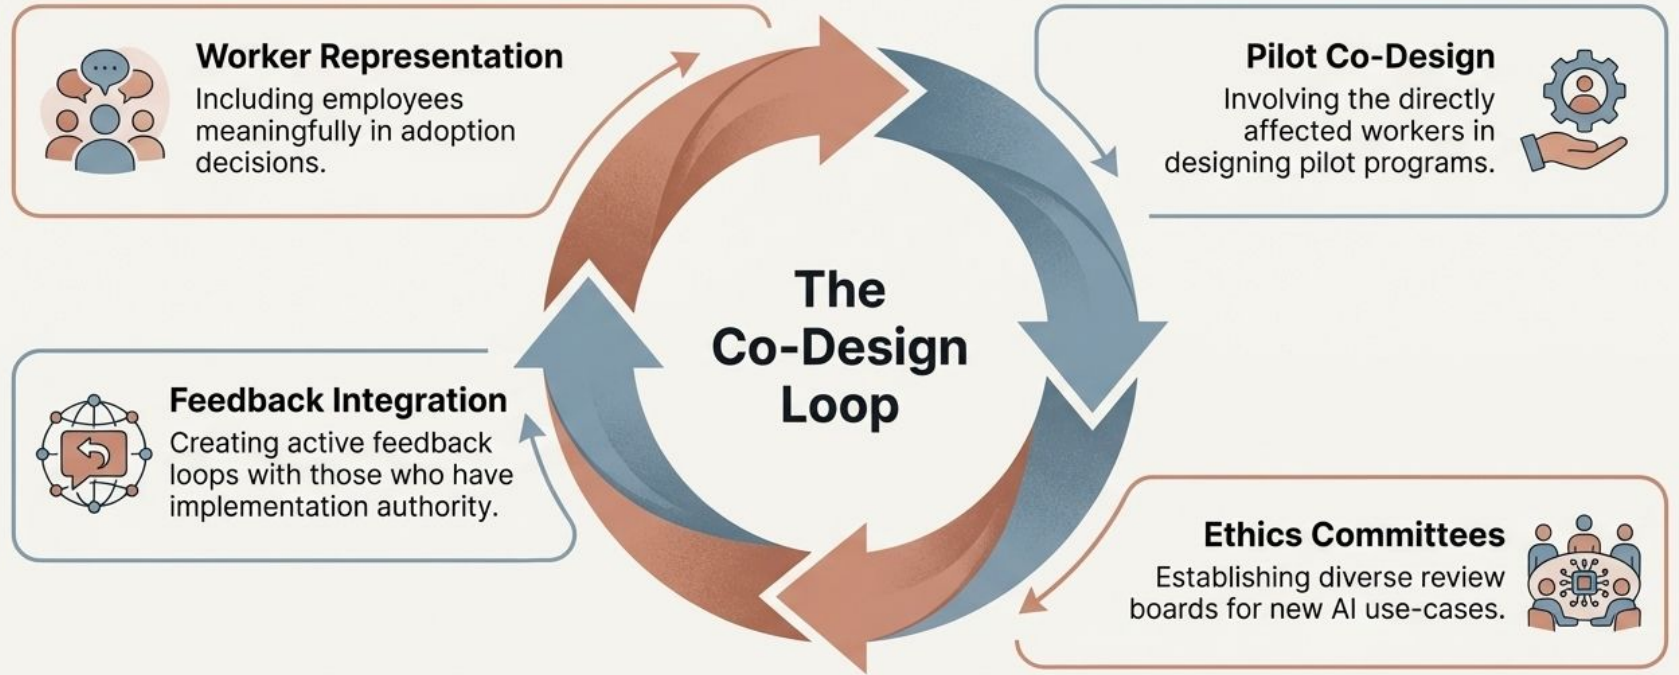 Worker Representation
Including employees
meaningfully in adoption
decisions.
Pilot Co-Design
Involving the directly
affected workers in
designing pilot programs.
The
Co-Design
Loop
Feedback Integration
Creating active feedback
loops with those who have
implementation authority.
Ethics Committees
Establishing diverse review
boards for new AI use-cases.